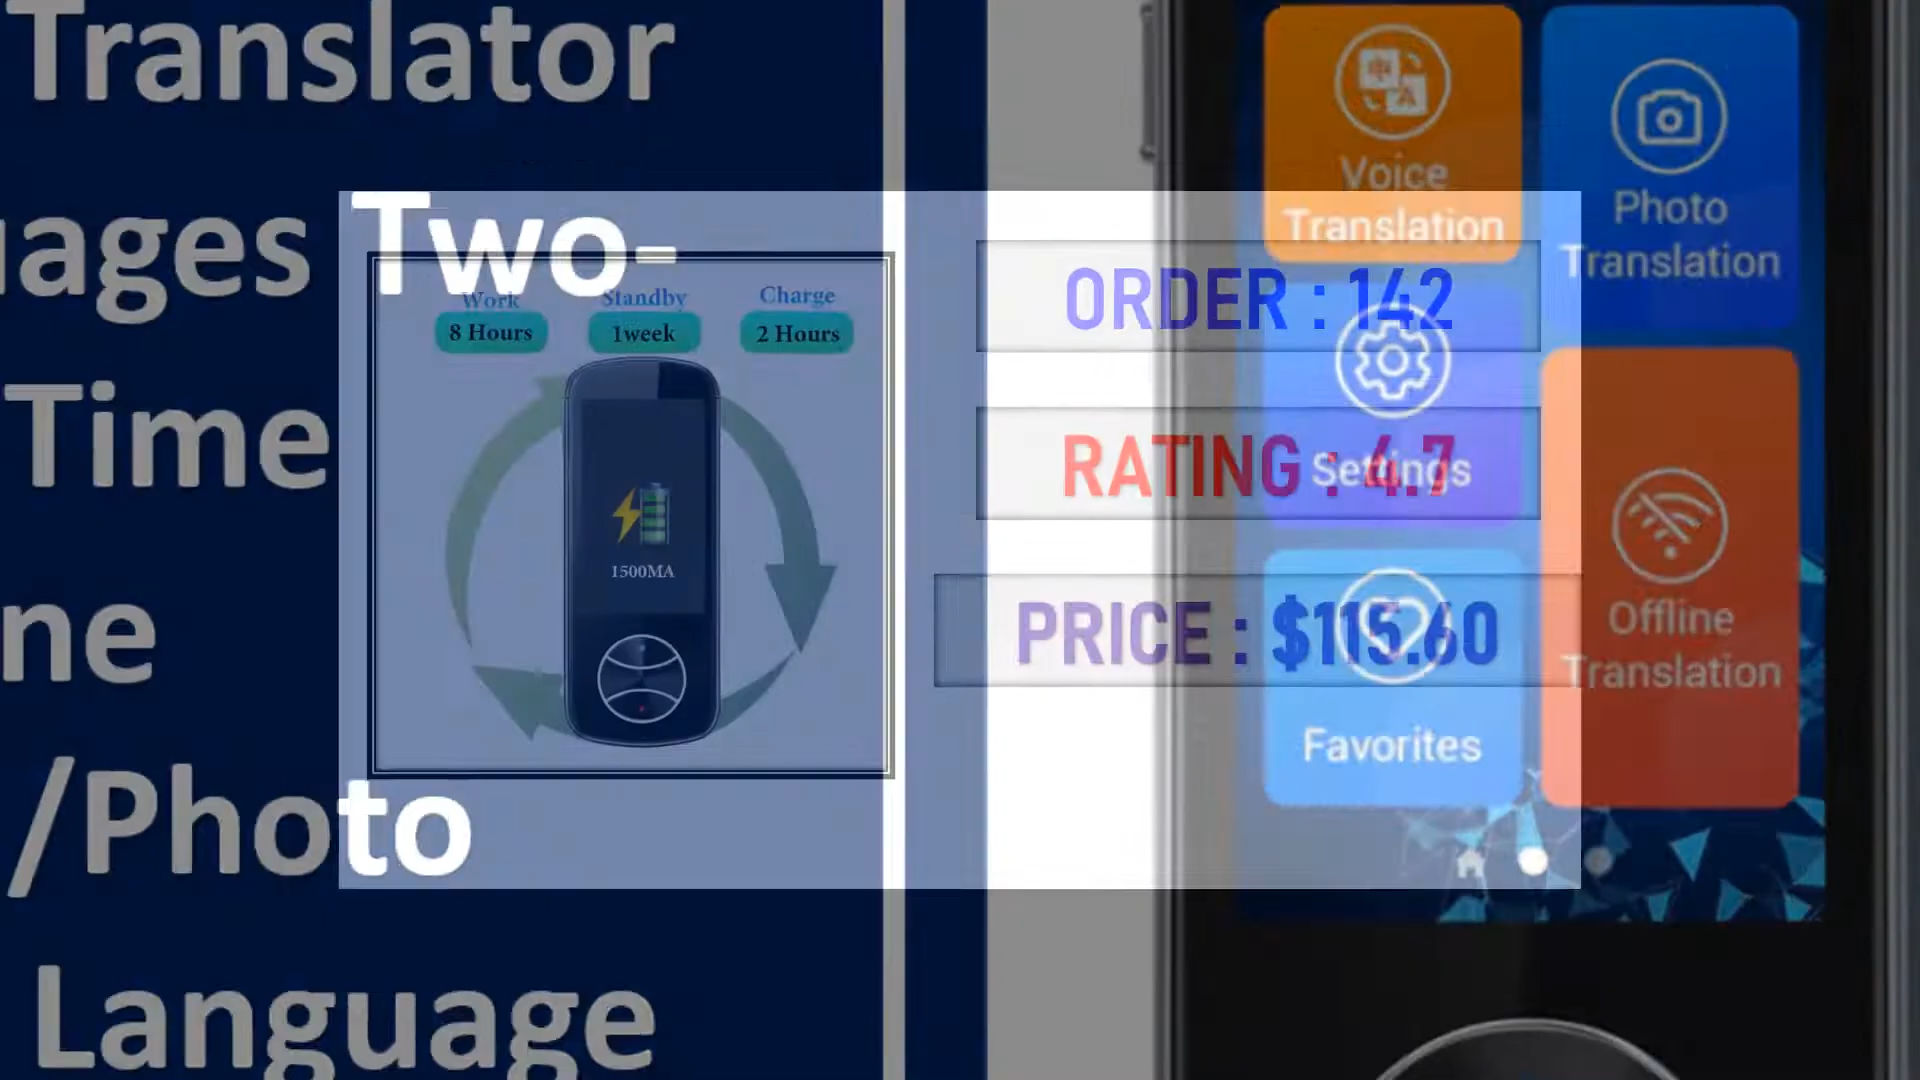 Translator
uages Two-
Time
ne
/Photo
Language
Work
8 Hours
Standby
1week
Charge
2 Hours
1500MA
ORDER : 142
RATING : 4.7
PRICE : $115.60
Voice
Translation
Photo
Translation
Settings
Favorites
Offline
Translation